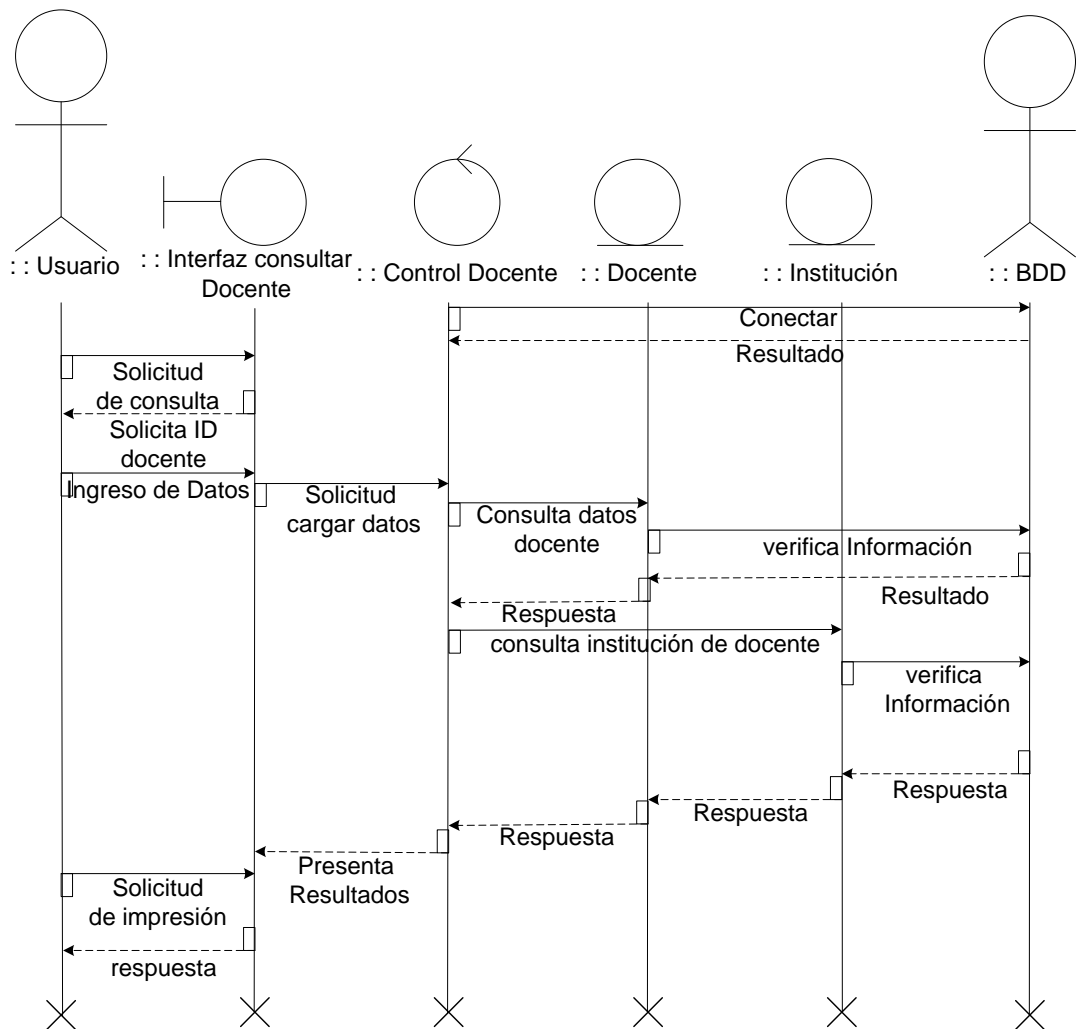 : : Usuario
: : Interfaz consultar
Docente
: : Control Docente
: : Docente
: : Institución
: : BDD
Conectar
Resultado
Solicitud
de consulta
Solicita ID
docente
Ingreso de Datos
Solicitud
cargar datos
Consulta datos
docente
verifica Información
Resultado
Respuesta
consulta institución de docente
verifica
Información
Respuesta
Respuesta
Respuesta
Presenta
Resultados
Solicitud
de impresión
respuesta